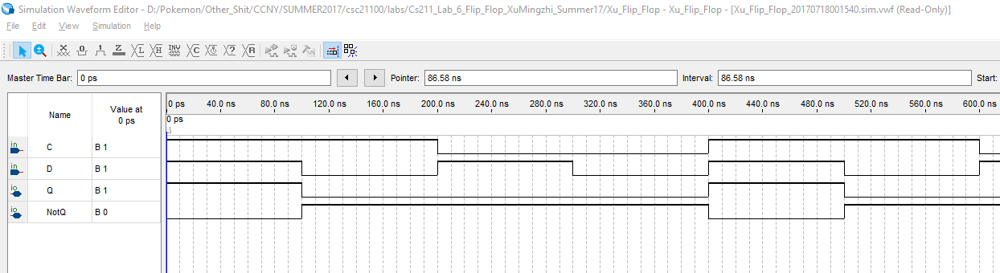 Simulation Waveform Editor - D:/Pokemon/Other_Shit/CCNY/SUMMER2017/csc21100/labs/Cs211_Lab_6_Flip_Flop_XuMingzhi_Summer17/Xu_Flip_Flop - Xu_Flip_Flop - [Xu_Flip_Flop_20170718001540.sim.vwf (Read-Only)]
File Edit View Simulation Help
Master Time Bar: 0 ps Pointer: 86.58 ns Interval: 86.58 ns Start:
Name Value at 0 ps 40.0 ns 80.0 ns 120.0 ns 160.0 ns 200.0 ns 240.0 ns 280.0 ns 320.0 ns 360.0 ns 400.0 ns 440.0 ns 480.0 ns 520.0 ns 560.0 ns 600.0 ns
0 ps 0 ps
in C B 1
in D B 1
io Q B 1
io NotQ B 0